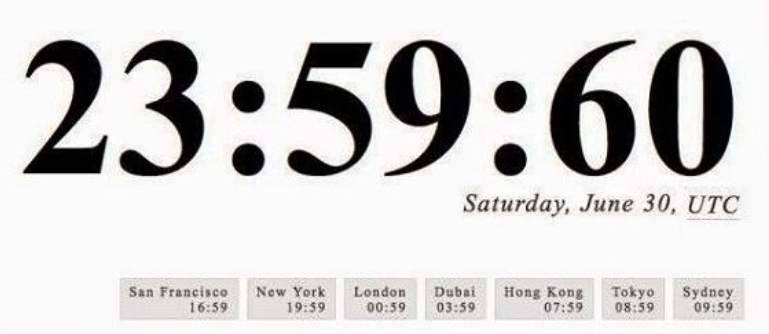 23:59:60
Saturday, June 30, UTC
San Francisco New York London Dubai Hong Kong Tokyo Sydney
16:59 19:59 00:59 03:59 07:59 08:59 09:59